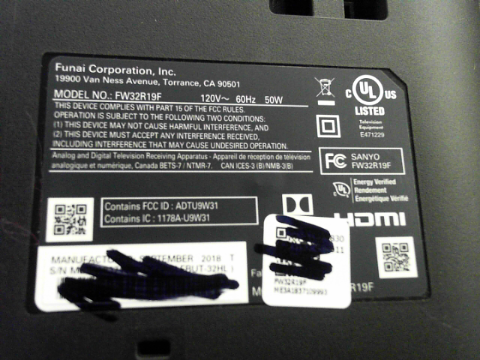 Funai Corporation, Inc.
19900 Van Ness Avenue, Torrance, CA 90501
MODEL NO.: FW32R19F 120V~ 60Hz 50W
THIS DEVICE COMPLIES WITH PART 15 OF THE FCC RULES.
OPERATION IS SUBJECT TO THE FOLLOWING TWO CONDITIONS:
(1) THIS DEVICE MAY NOT CAUSE HARMFUL INTERFERENCE, AND
(2) THIS DEVICE MUST ACCEPT ANY INTERFERENCE RECEIVED,
INCLUDING INTERFERENCE THAT MAY CAUSE UNDESIRED OPERATION.
Analog and Digital Television Receiving Apparatus - Appareil de réception de télévision
analogique et numérique, Canada BETS-7 / NTMR-7. CAN ICES-3 (B)/NMB-3(B)
C UL US
LISTED
Television
Equipment
E471229
FC SANYO
FW32R19F
UL Energy Verified
Rendement
Énergétique Vérifié
Contains FCC ID : ADTU9W31
Contains IC : 1178A-U9W31
HDMI
MANUFACTURED SEPTEMBER 2018
S/N
FW32R19F